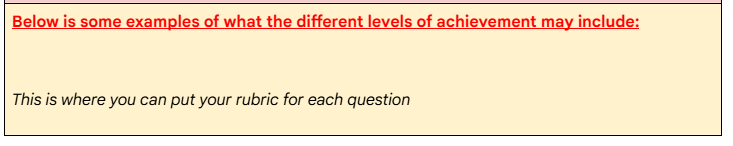 Below is some examples of what the different levels of achievement may include:
This is where you can put your rubric for each question